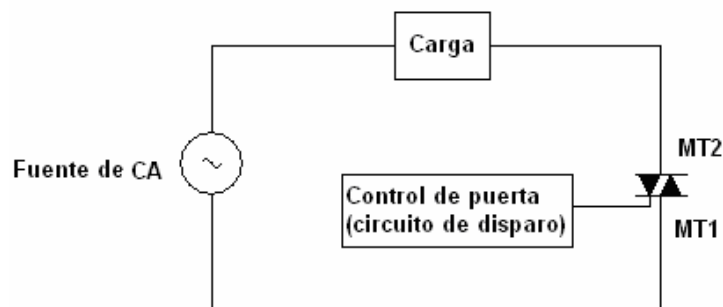 Carga
Fuente de CA
MT2
Control de puerta
(circuito de disparo)
MT1